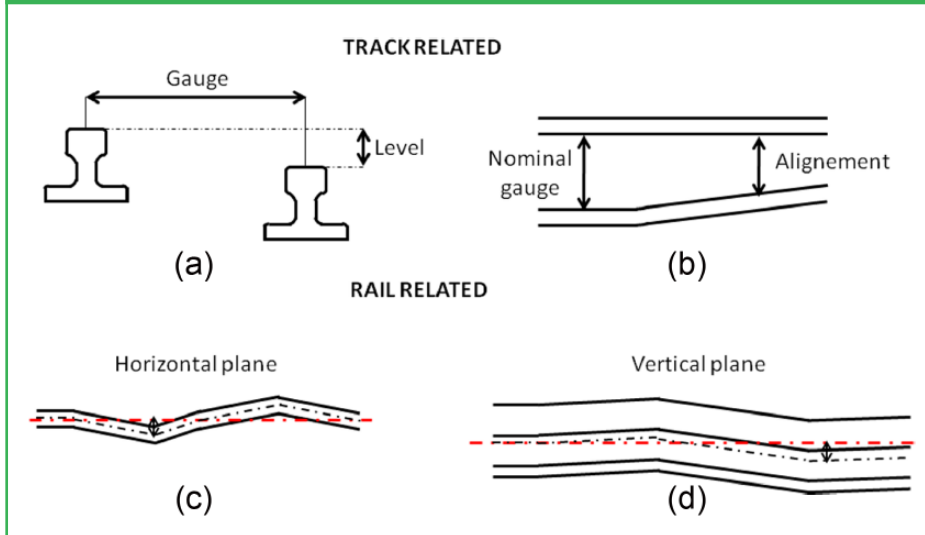 TRACK RELATED
Gauge
Level
Nominal
gauge
Alignement
(a)
(b)
RAIL RELATED
Horizontal plane
Vertical plane
(c)
(d)